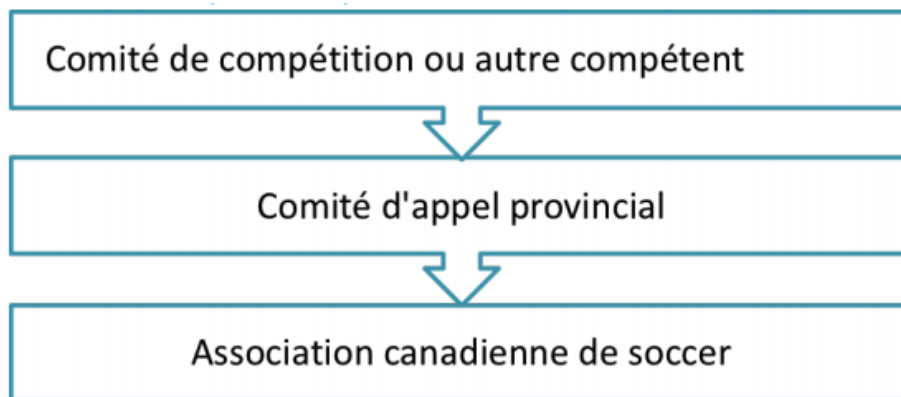 Comité de compétition ou autre compétent
Comité d'appel provincial
Association canadienne de soccer